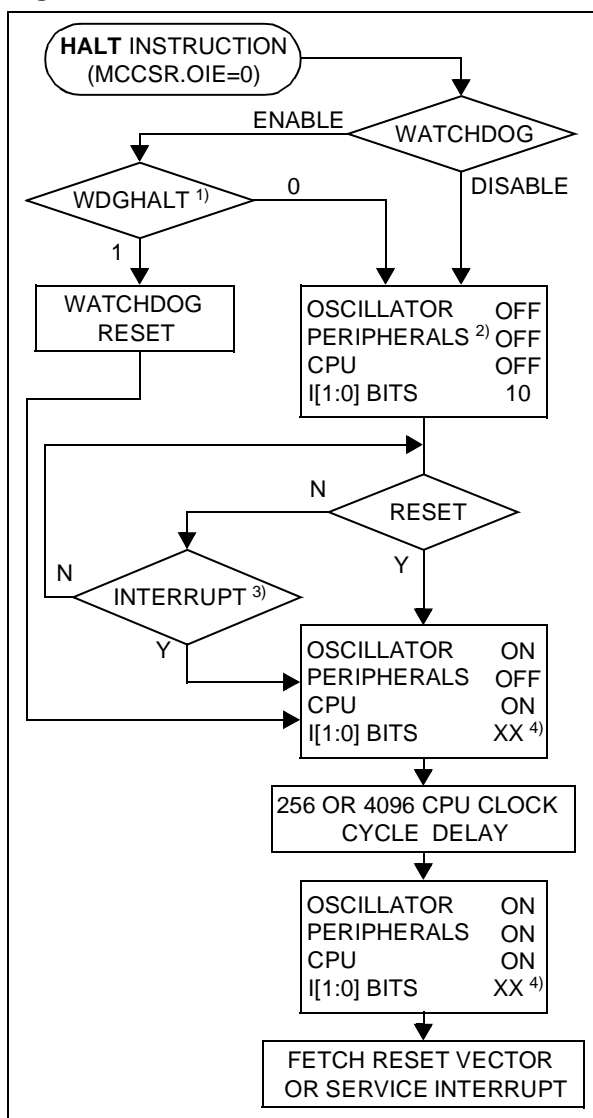 HALT INSTRUCTION
(MCCSR.OIE=0)
ENABLE
WATCHDOG
WDGHALT 1)
0
DISABLE
1
WATCHDOG
RESET
OSCILLATOR OFF
PERIPHERALS 2) OFF
CPU OFF
I[1:0] BITS 10
N
RESET
N
INTERRUPT 3)
Y
Y
OSCILLATOR ON
PERIPHERALS OFF
CPU ON
I[1:0] BITS XX 4)
256 OR 4096 CPU CLOCK
CYCLE DELAY
OSCILLATOR ON
PERIPHERALS ON
CPU ON
I[1:0] BITS XX 4)
FETCH RESET VECTOR
OR SERVICE INTERRUPT